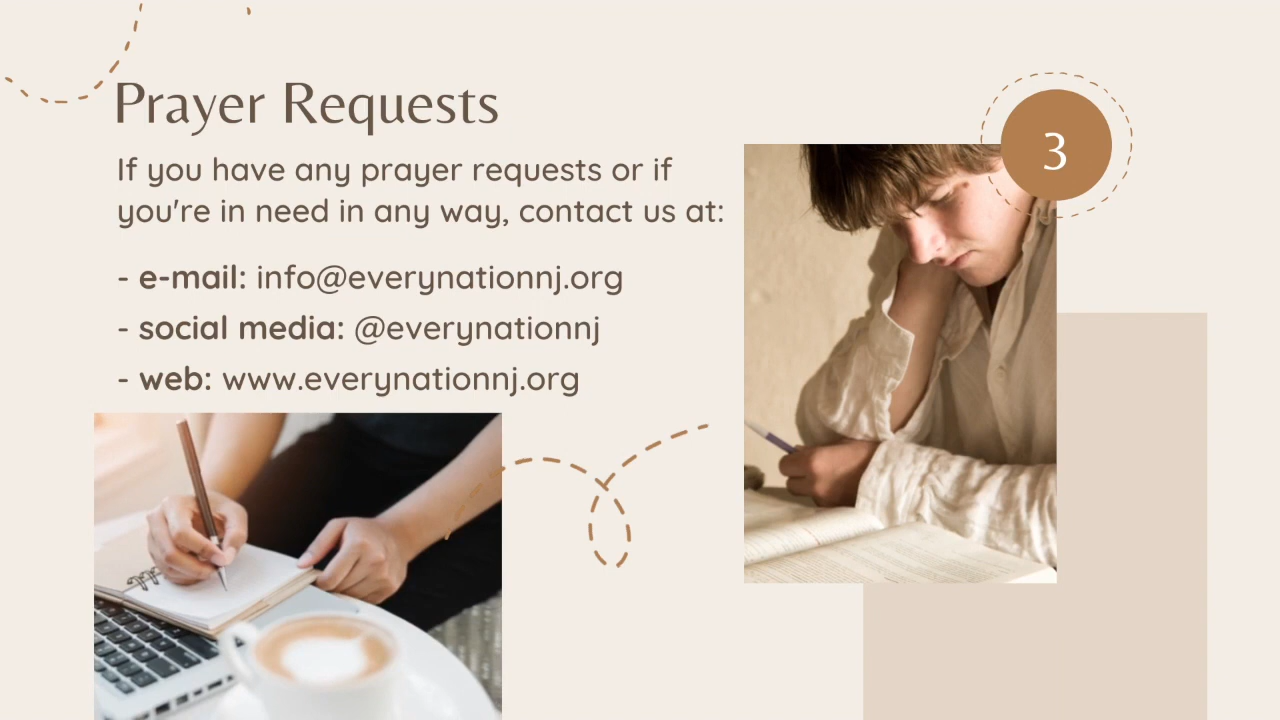 Prayer Requests
If you have any prayer requests or if
you're in need in any way, contact us at:
- e-mail: info@everynationnj.org
- social media: @everynationnj
- web: www.everynationnj.org
3